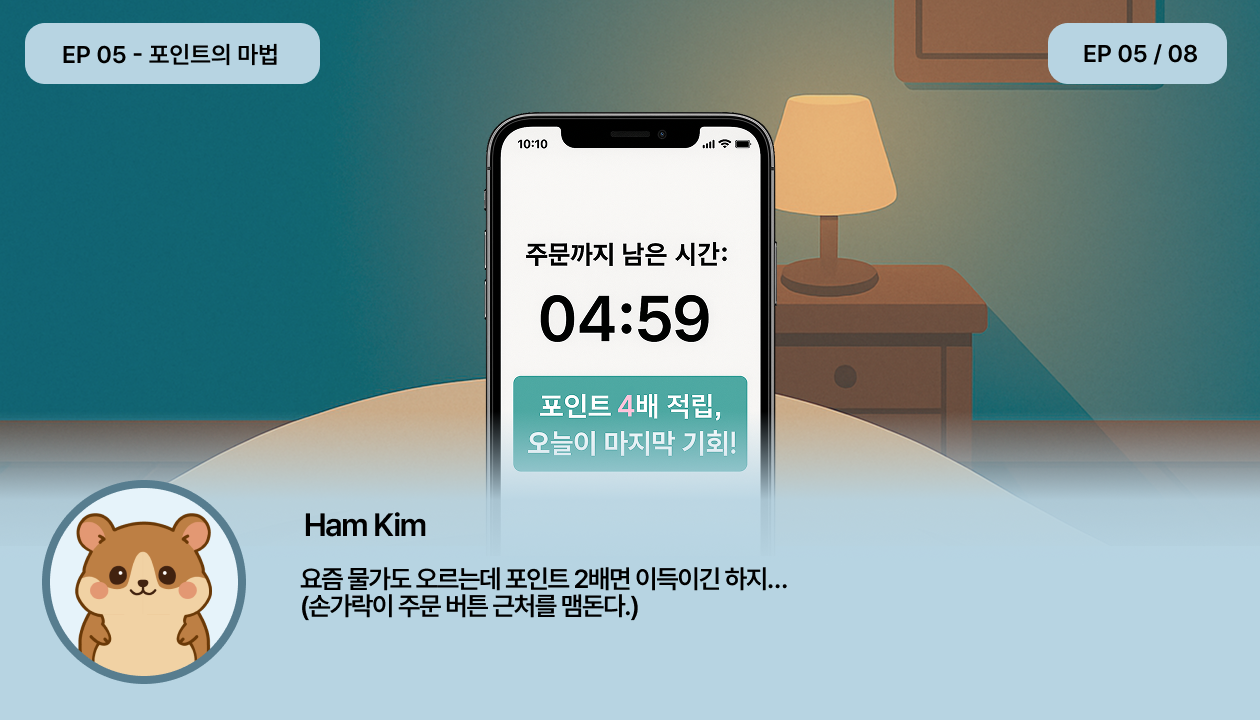 EP 05 - 포인트의 마법
EP 05 / 08
10:10
주문까지 남은 시간:
04:59
포인트 4배 적립,
오늘이 마지막 기회!
Ham Kim
요즘 물가도 오르는데 포인트 2배면 이득이긴 하지...
(손가락이 주문 버튼 근처를 맴돈다.)